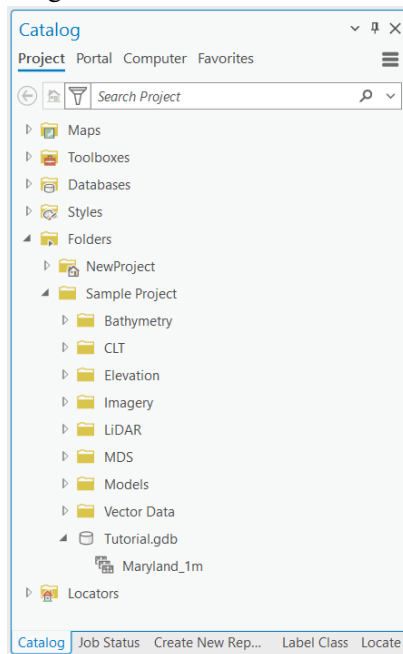 Catalog
Project Portal Computer Favorites
Search Project
Maps
Toolboxes
Databases
Styles
Folders
NewProject
Sample Project
Bathymetry
CLT
Elevation
Imagery
LiDAR
MDS
Models
Vector Data
Tutorial.gdb
Maryland_1m
Locators
Catalog Job Status Create New Rep... Label Class Locate